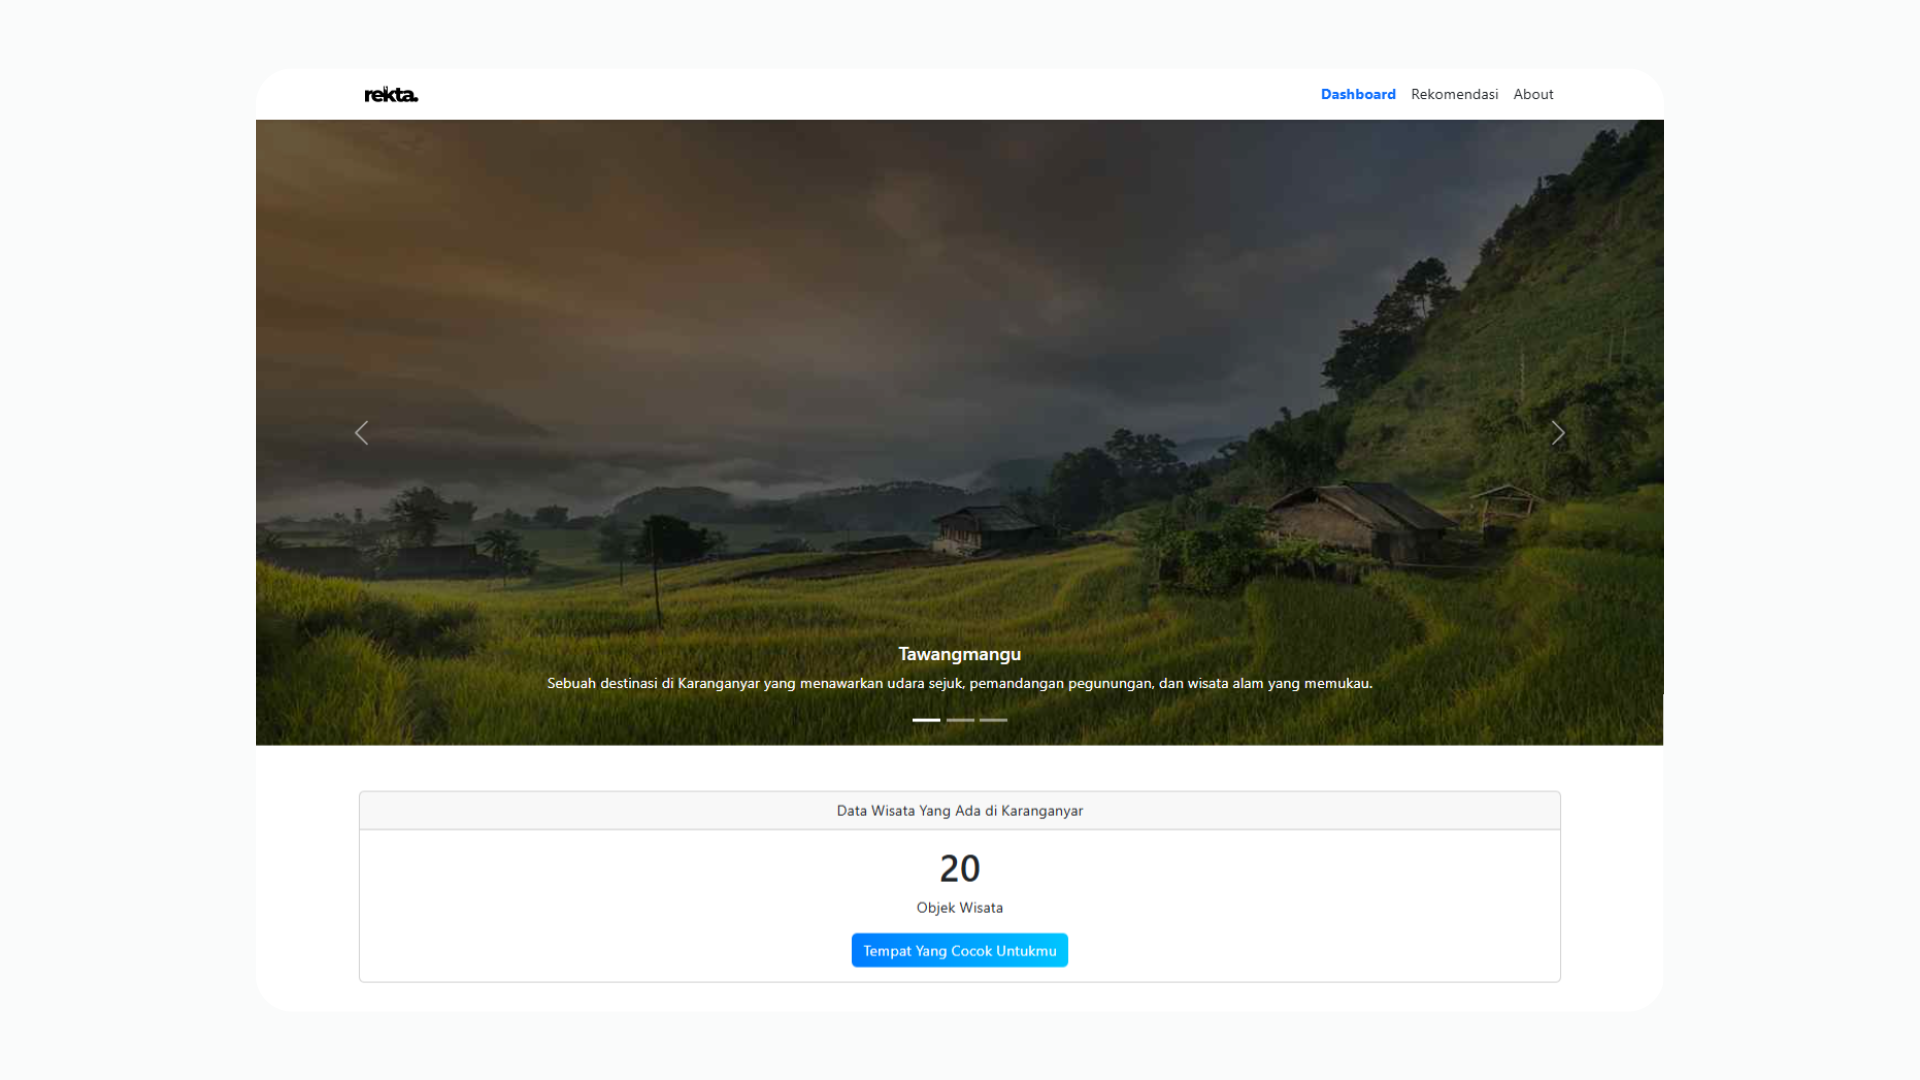 rekta.
Dashboard Rekomendasi About
Tawangmangu
Sebuah destinasi di Karanganyar yang menawarkan udara sejuk, pemandangan pegunungan, dan wisata alam yang memukau.
Data Wisata Yang Ada di Karanganyar
20
Objek Wisata
Tempat Yang Cocok Untukmu